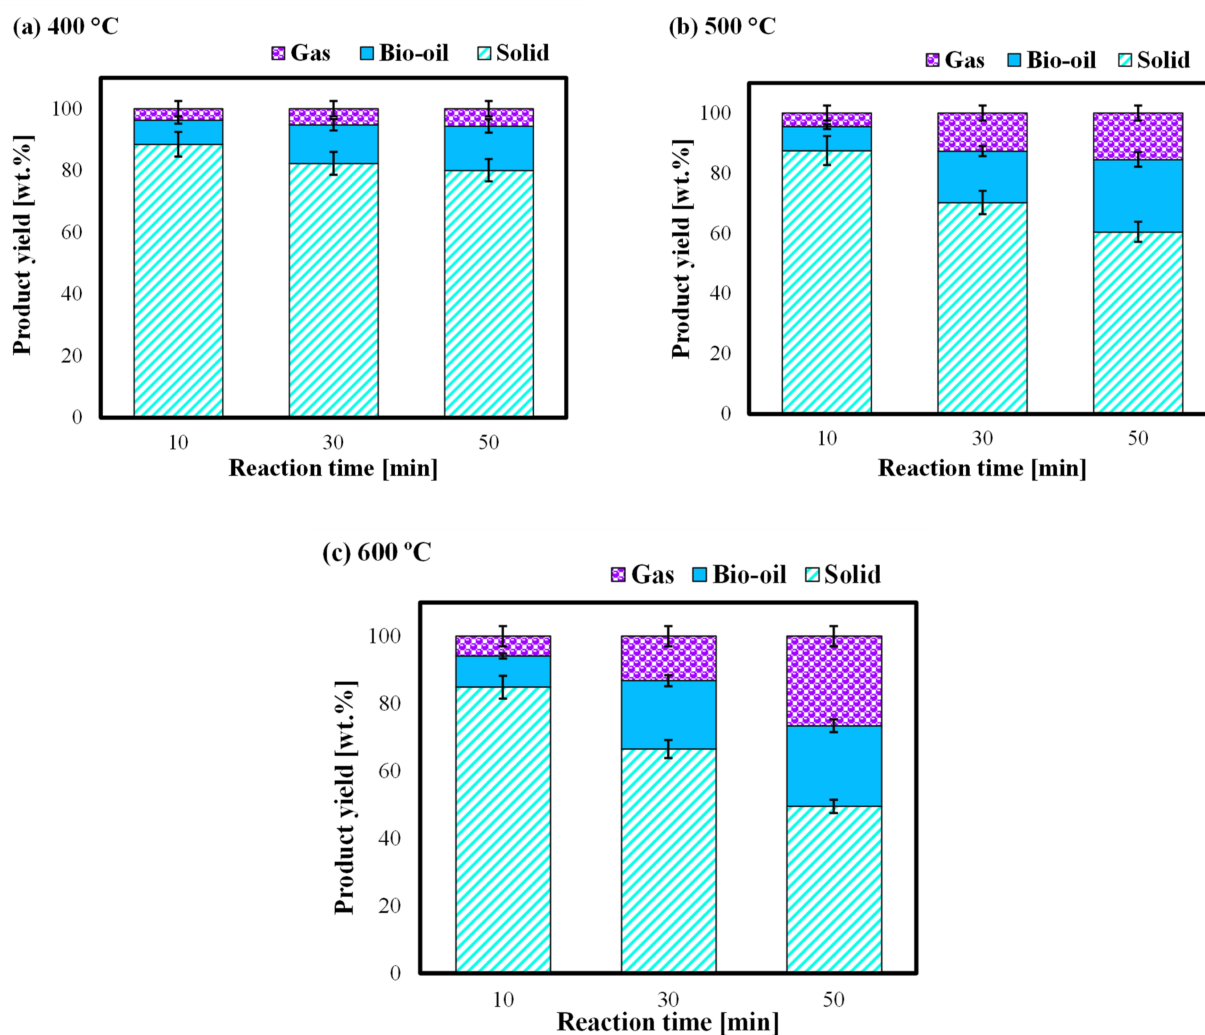 (a) 400 °C
Gas Bio-oil Solid
Product yield [wt.%]
100
80
60
40
20
0
10 30 50
Reaction time [min]
(b) 500 °C
Gas Bio-oil Solid
Product yield [wt.%]
100
80
60
40
20
0
10 30 50
Reaction time [min]
(c) 600 ºC
Gas Bio-oil Solid
Product yield [wt.%]
100
80
60
40
20
0
10 30 50
Reaction time [min]